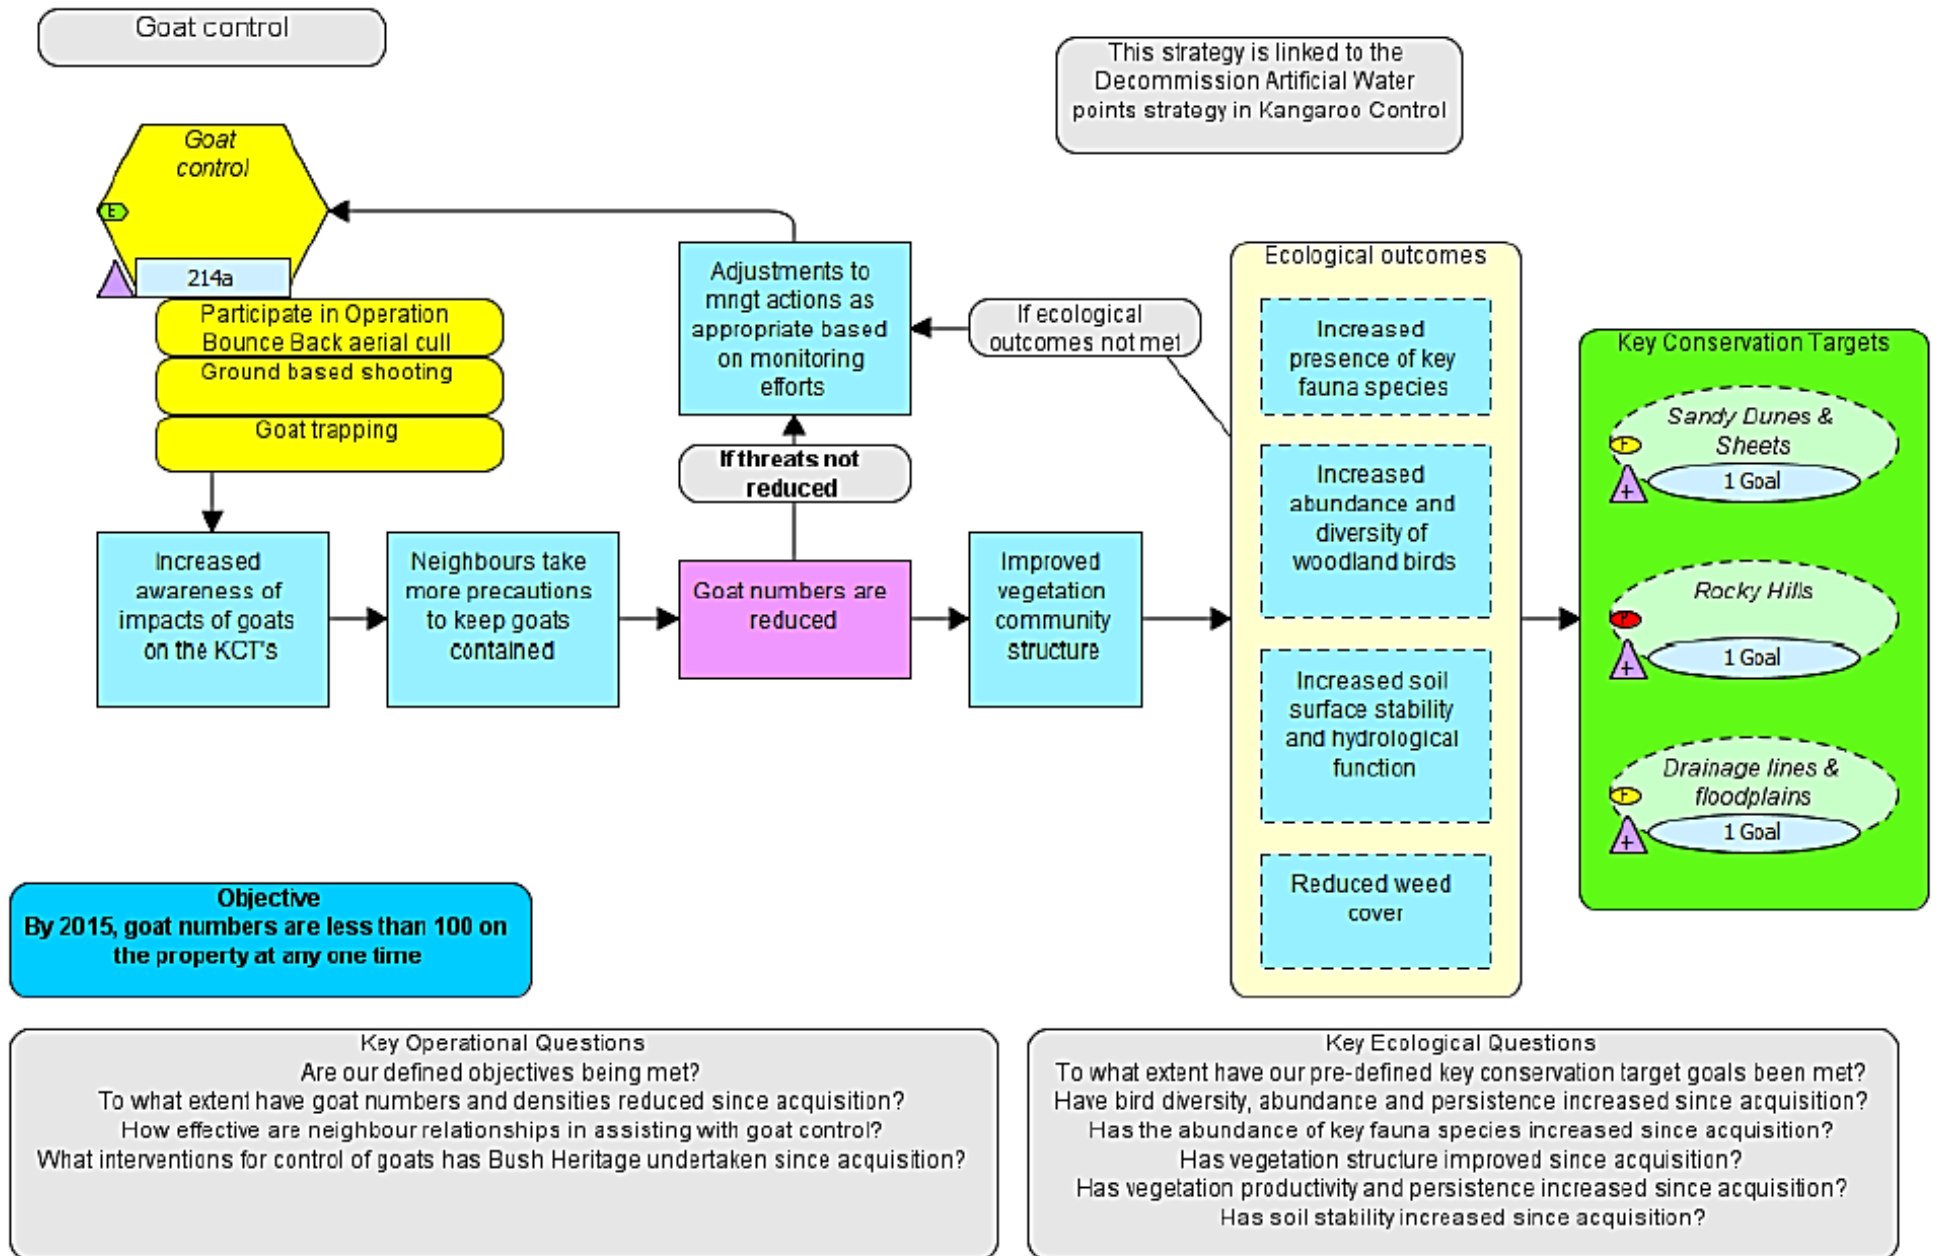 Goat control
This strategy is linked to the
Decommission Artificial Water
points strategy in Kangaroo Control
Goat
control
E
214a
Participate in Operation
Bounce Back aerial cull
Ground based shooting
Goat trapping
Increased
awareness of
impacts of goats
on the KCT's
Neighbours take
more precautions
to keep goats
contained
Adjustments to
mngt actions as
appropriate based
on monitoring
efforts
If threats not
reduced
Goat numbers are
reduced
Improved
vegetation
community
structure
If ecological
outcomes not met
Ecological outcomes
Increased
presence of key
fauna species
Increased
abundance and
diversity of
woodland birds
Increased soil
surface stability
and hydrological
function
Reduced weed
cover
Key Conservation Targets
Sandy Dunes &
Sheets
F
+
1 Goal
Rocky Hills
P
+
1 Goal
Drainage lines &
floodplains
F
+
1 Goal
Objective
By 2015, goat numbers are less than 100 on
the property at any one time
Key Operational Questions
Are our defined objectives being met?
To what extent have goat numbers and densities reduced since acquisition?
How effective are neighbour relationships in assisting with goat control?
What interventions for control of goats has Bush Heritage undertaken since acquisition?
Key Ecological Questions
To what extent have our pre-defined key conservation target goals been met?
Have bird diversity, abundance and persistence increased since acquisition?
Has the abundance of key fauna species increased since acquisition?
Has vegetation structure improved since acquisition?
Has vegetation productivity and persistence increased since acquisition?
Has soil stability increased since acquisition?